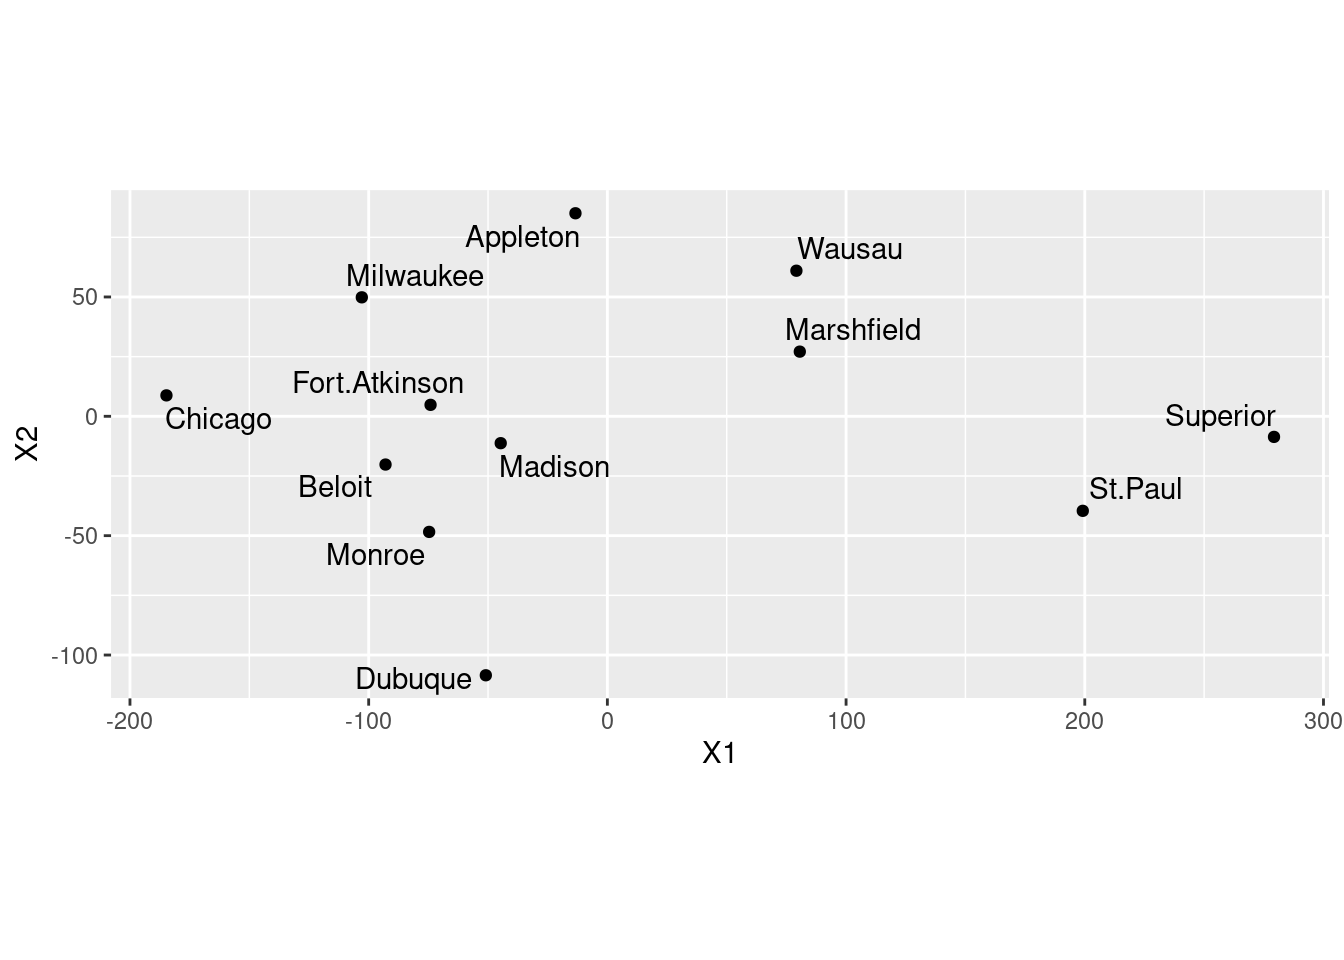 Appleton
Wausau
Milwaukee
Marshfield
Fort.Atkinson
Chicago
Superior
Madison
Beloit
St.Paul
Monroe
Dubuque
50
0
-50
-100
X2
-200 -100 0 100 200 300
X1